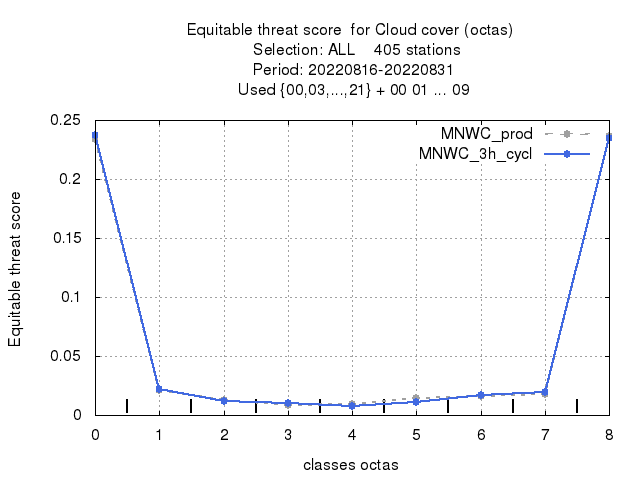 Equitable threat score  for Cloud cover (octas)
Selection: ALL    405 stations
Period: 20220816-20220831
Used {00,03,...,21} + 00 01 ... 09
MNWC_prod
MNWC_3h_cycl
Equitable threat score
0.25
0.2
0.15
0.1
0.05
0
0 1 2 3 4 5 6 7 8
classes octas